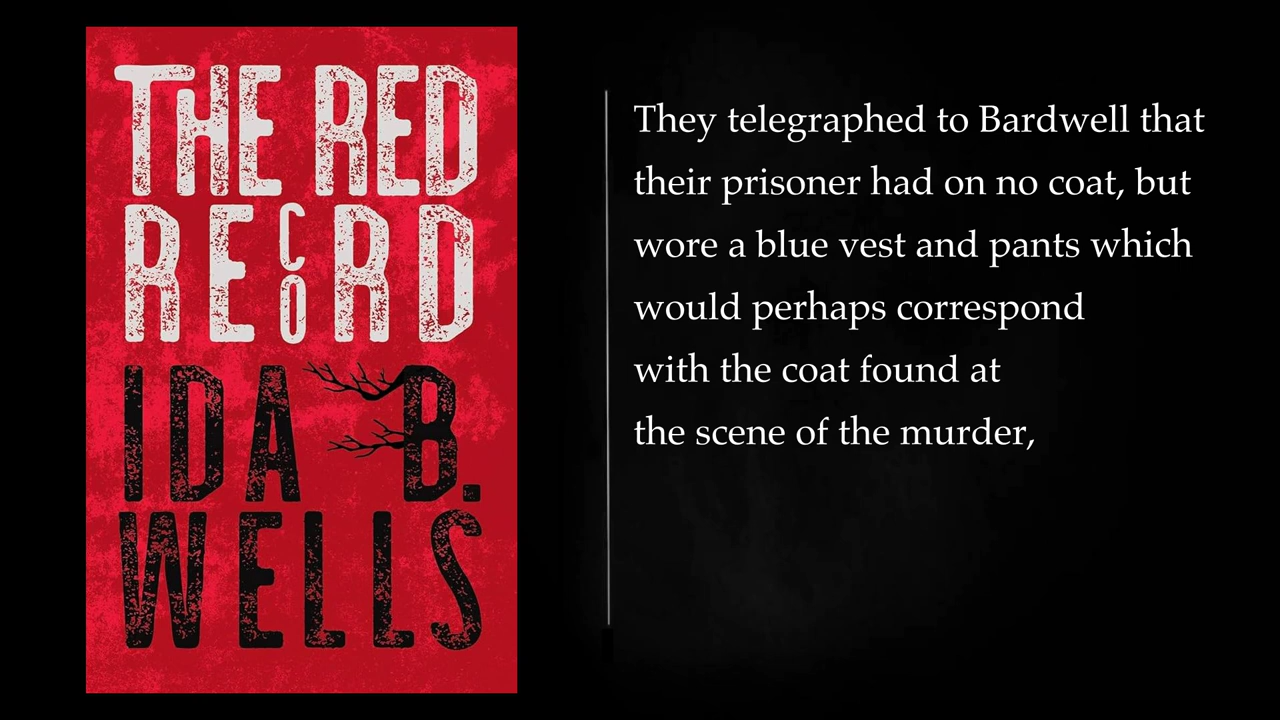 THE RED
RECORD
IDA B.
WELLS
They telegraphed to Bardwell that
their prisoner had on no coat, but
wore a blue vest and pants which
would perhaps correspond
with the coat found at
the scene of the murder,